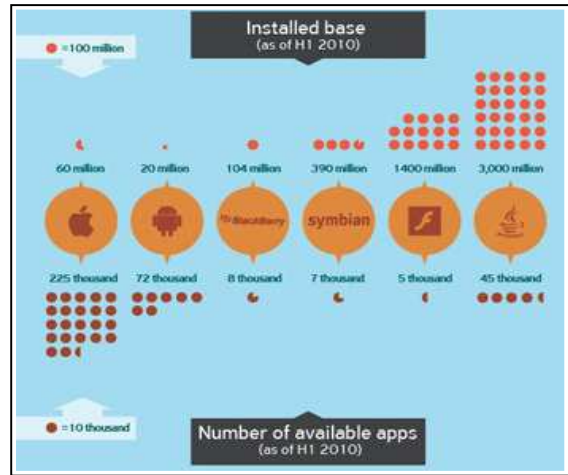 Installed base
(as of H1 2010)
=100 million
60 million 20 million 104 million 390 million 1400 million 3,000 million
BlackBerry symbian
225 thousand 72 thousand 8 thousand 7 thousand 5 thousand 45 thousand
=10 thousand
Number of available apps
(as of H1 2010)